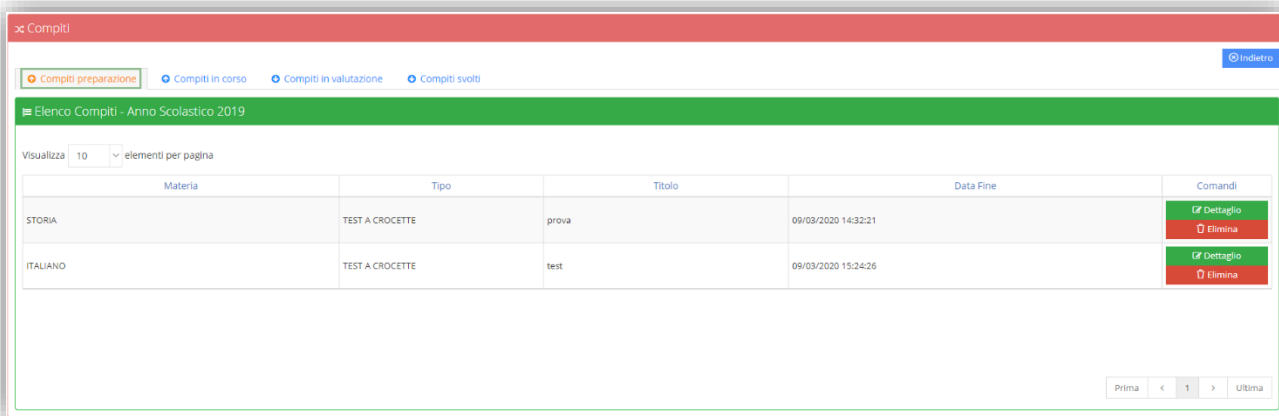 Compiti
Indietro
Compiti preparazione Compiti in corso Compiti in valutazione Compiti svolti
Elenco Compiti - Anno Scolastico 2019
Visualizza 10 elementi per pagina
Materia Tipo Titolo Data Fine Comandi
STORIA TEST A CROCETTE prova 09/03/2020 14:32:21 Dettaglio
Elimina
ITALIANO TEST A CROCETTE test 09/03/2020 15:24:26 Dettaglio
Elimina
Prima < 1 > Ultima